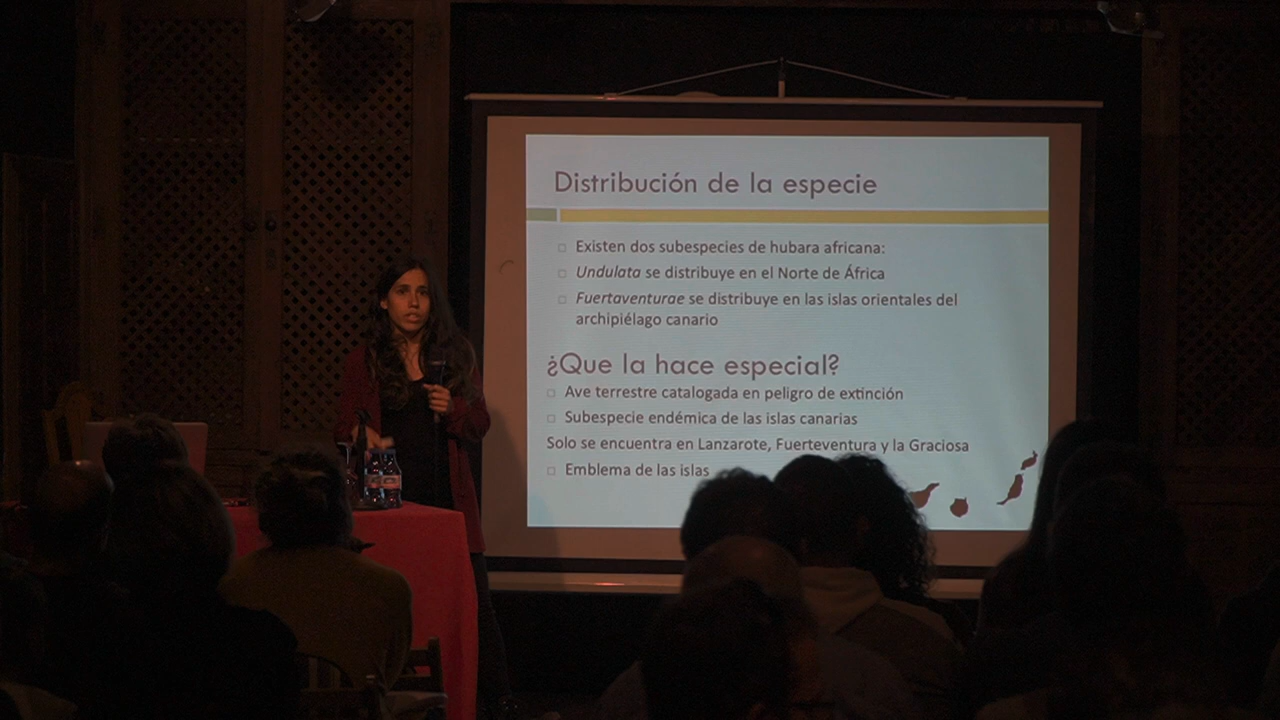 Distribución de la especie
Existen dos subespecies de hubara africana:
Undulata se distribuye en el Norte de África
Fuertaventurae se distribuye en las islas orientales del
archipiélago canario
¿Que la hace especial?
Ave terrestre catalogada en peligro de extinción
Subespecie endémica de las islas canarias
Solo se encuentra en Lanzarote, Fuerteventura y la Graciosa
Emblema de las islas